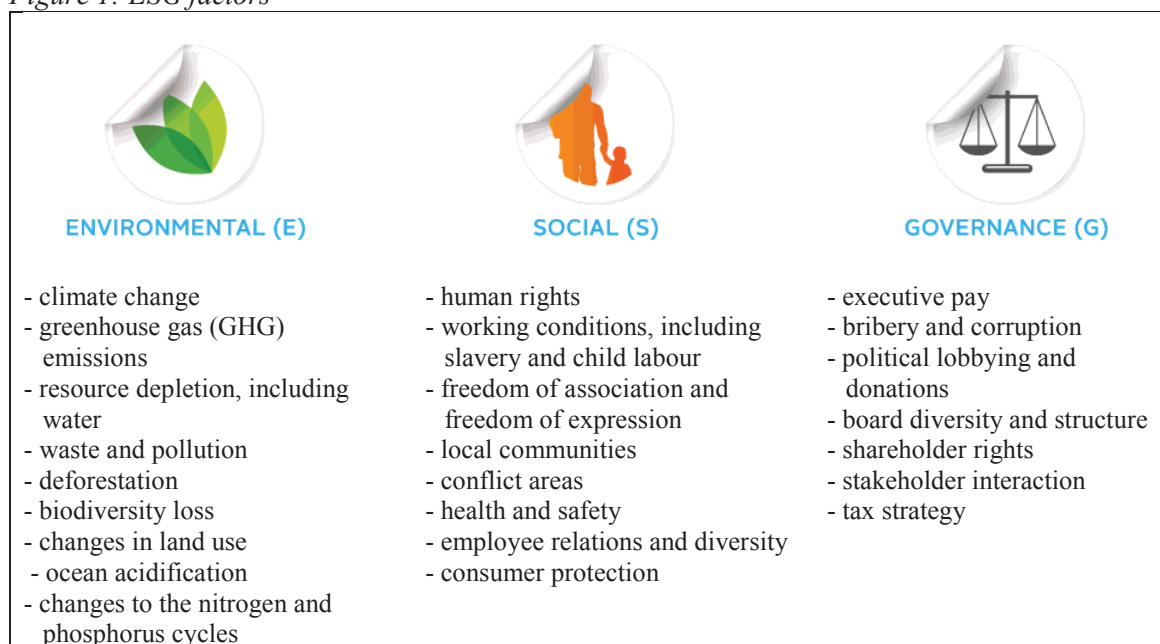 Figure 1: ESG factors
ENVIRONMENTAL (E)
- climate change
- greenhouse gas (GHG)
emissions
- resource depletion, including
water
- waste and pollution
- deforestation
- biodiversity loss
- changes in land use
- ocean acidification
- changes to the nitrogen and
phosphorus cycles
SOCIAL (S)
- human rights
- working conditions, including
slavery and child labour
- freedom of association and
freedom of expression
- local communities
- conflict areas
- health and safety
- employee relations and diversity
- consumer protection
GOVERNANCE (G)
- executive pay
- bribery and corruption
- political lobbying and
donations
- board diversity and structure
- shareholder rights
- stakeholder interaction
- tax strategy